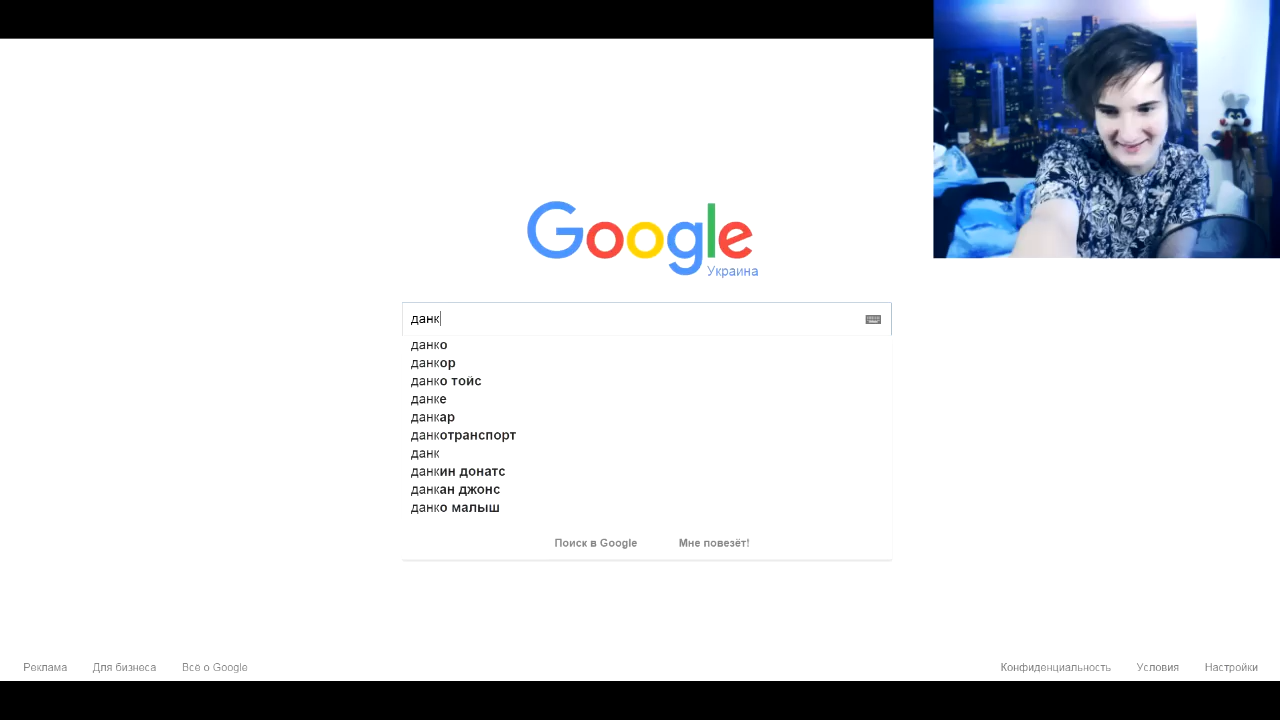 Google
Украина
данк
данко
данкор
данко тойс
данке
данкар
данкотранспорт
данк
данкин донатс
данкан джонс
данко малыш
Поиск в Google Мне повезёт!
Реклама Для бизнеса Всё о Google Конфиденциальность Условия Настройки